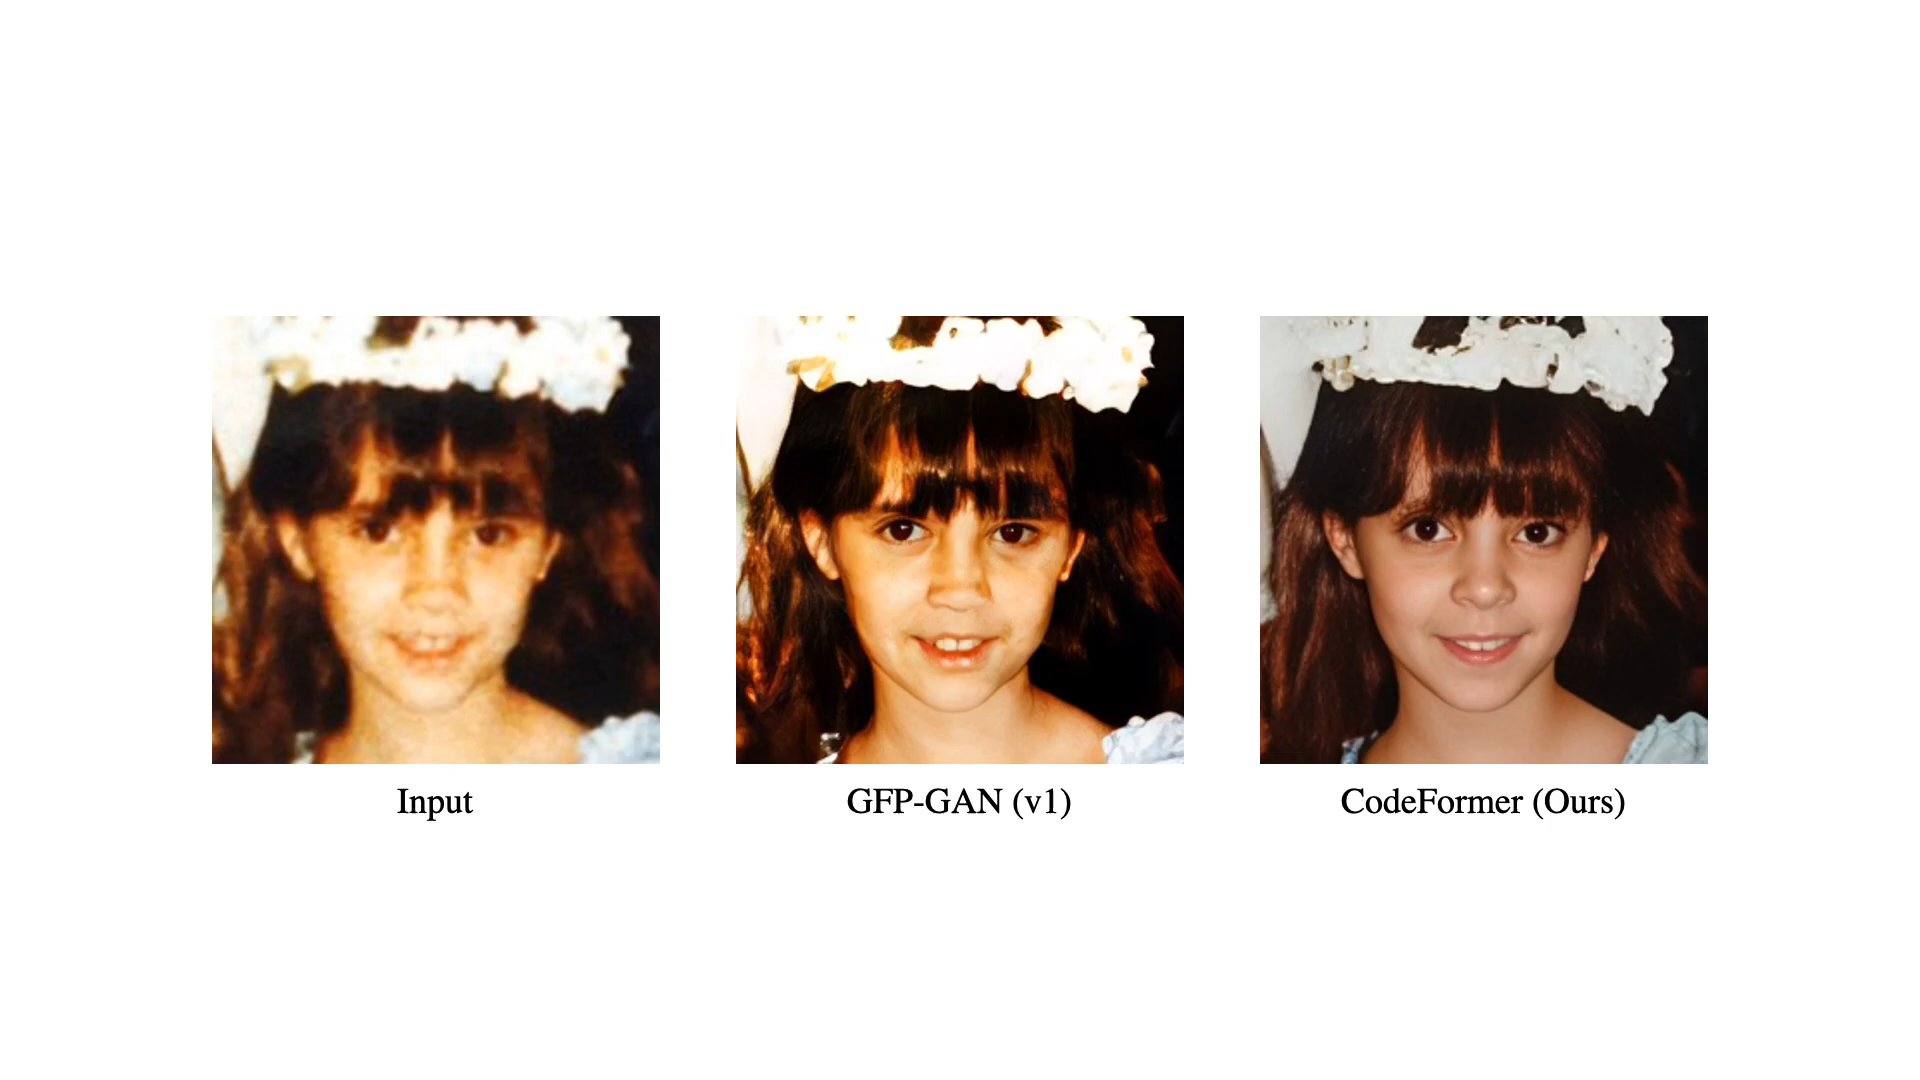 Input
GFP-GAN (v1)
CodeFormer (Ours)